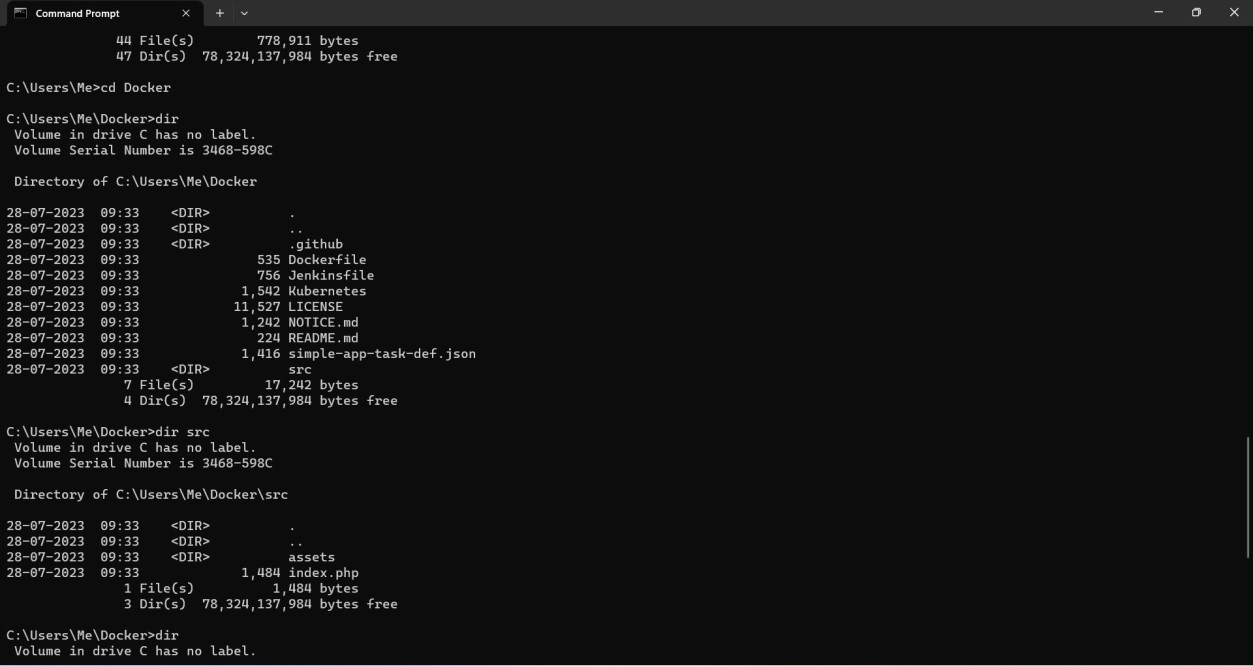 Command Prompt
44 File(s) 778,911 bytes
47 Dir(s) 78,324,137,984 bytes free
C:\Users\Me>cd Docker
C:\Users\Me\Docker>dir
Volume in drive C has no label.
Volume Serial Number is 3468-598C
Directory of C:\Users\Me\Docker
28-07-2023 09:33 <DIR> .
28-07-2023 09:33 <DIR> ..
28-07-2023 09:33 <DIR> .github
28-07-2023 09:33 535 Dockerfile
28-07-2023 09:33 756 Jenkinsfile
28-07-2023 09:33 1,542 Kubernetes
28-07-2023 09:33 11,527 LICENSE
28-07-2023 09:33 1,242 NOTICE.md
28-07-2023 09:33 224 README.md
28-07-2023 09:33 1,416 simple-app-task-def.json
28-07-2023 09:33 <DIR> src
7 File(s) 17,242 bytes
4 Dir(s) 78,324,137,984 bytes free
C:\Users\Me\Docker>dir src
Volume in drive C has no label.
Volume Serial Number is 3468-598C
Directory of C:\Users\Me\Docker\src
28-07-2023 09:33 <DIR> .
28-07-2023 09:33 <DIR> ..
28-07-2023 09:33 <DIR> assets
28-07-2023 09:33 1,484 index.php
1 File(s) 1,484 bytes
3 Dir(s) 78,324,137,984 bytes free
C:\Users\Me\Docker>dir
Volume in drive C has no label.